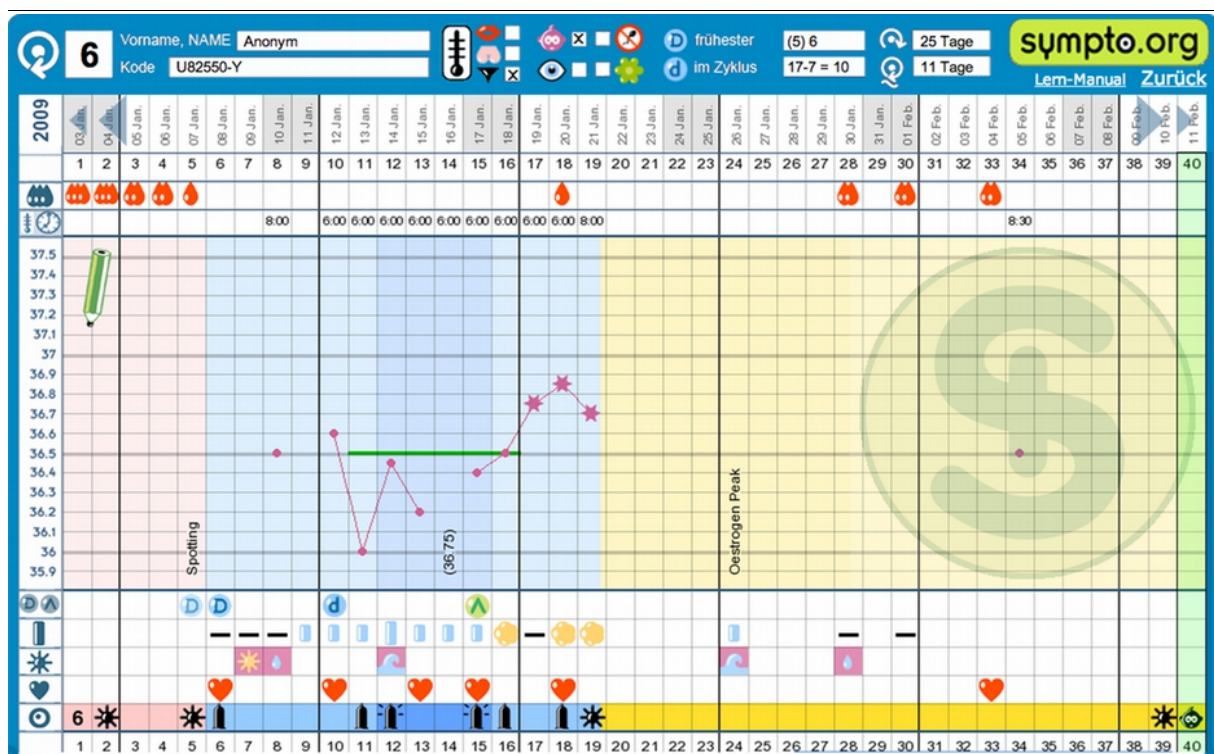 6
Vorname, NAME Anonym
Kode U82550-Y
D frühester (5) 6
d im Zyklus 17-7 = 10
25 Tage
11 Tage
sympto.org
Lern-Manual Zurück
2009 03 Jan. 04 Jan. 05 Jan. 06 Jan. 07 Jan. 08 Jan. 09 Jan. 10 Jan. 11 Jan. 12 Jan. 13 Jan. 14 Jan. 15 Jan. 16 Jan. 17 Jan. 18 Jan. 19 Jan. 20 Jan. 21 Jan. 22 Jan. 23 Jan. 24 Jan. 25 Jan. 26 Jan. 27 Jan. 28 Jan. 29 Jan. 30 Jan. 31 Jan. 01 Feb. 02 Feb. 03 Feb. 04 Feb. 05 Feb. 06 Feb. 07 Feb. 08 Feb. 09 Feb. 10 Feb. 11 Feb.
1 2 3 4 5 6 7 8 9 10 11 12 13 14 15 16 17 18 19 20 21 22 23 24 25 26 27 28 29 30 31 32 33 34 35 36 37 38 39 40
8:00 6:00 6:00 6:00 6:00 6:00 6:00 6:00 6:00 6:00 8:00 8:30
37.5
37.4
37.3
37.2
37.1
37
36.9
36.8
36.7
36.6
36.5
36.4
36.3
36.2
36.1
36
35.9
Spotting
(36.75)
Oestrogen Peak
D D D d
6
1 2 3 4 5 6 7 8 9 10 11 12 13 14 15 16 17 18 19 20 21 22 23 24 25 26 27 28 29 30 31 32 33 34 35 36 37 38 39 40